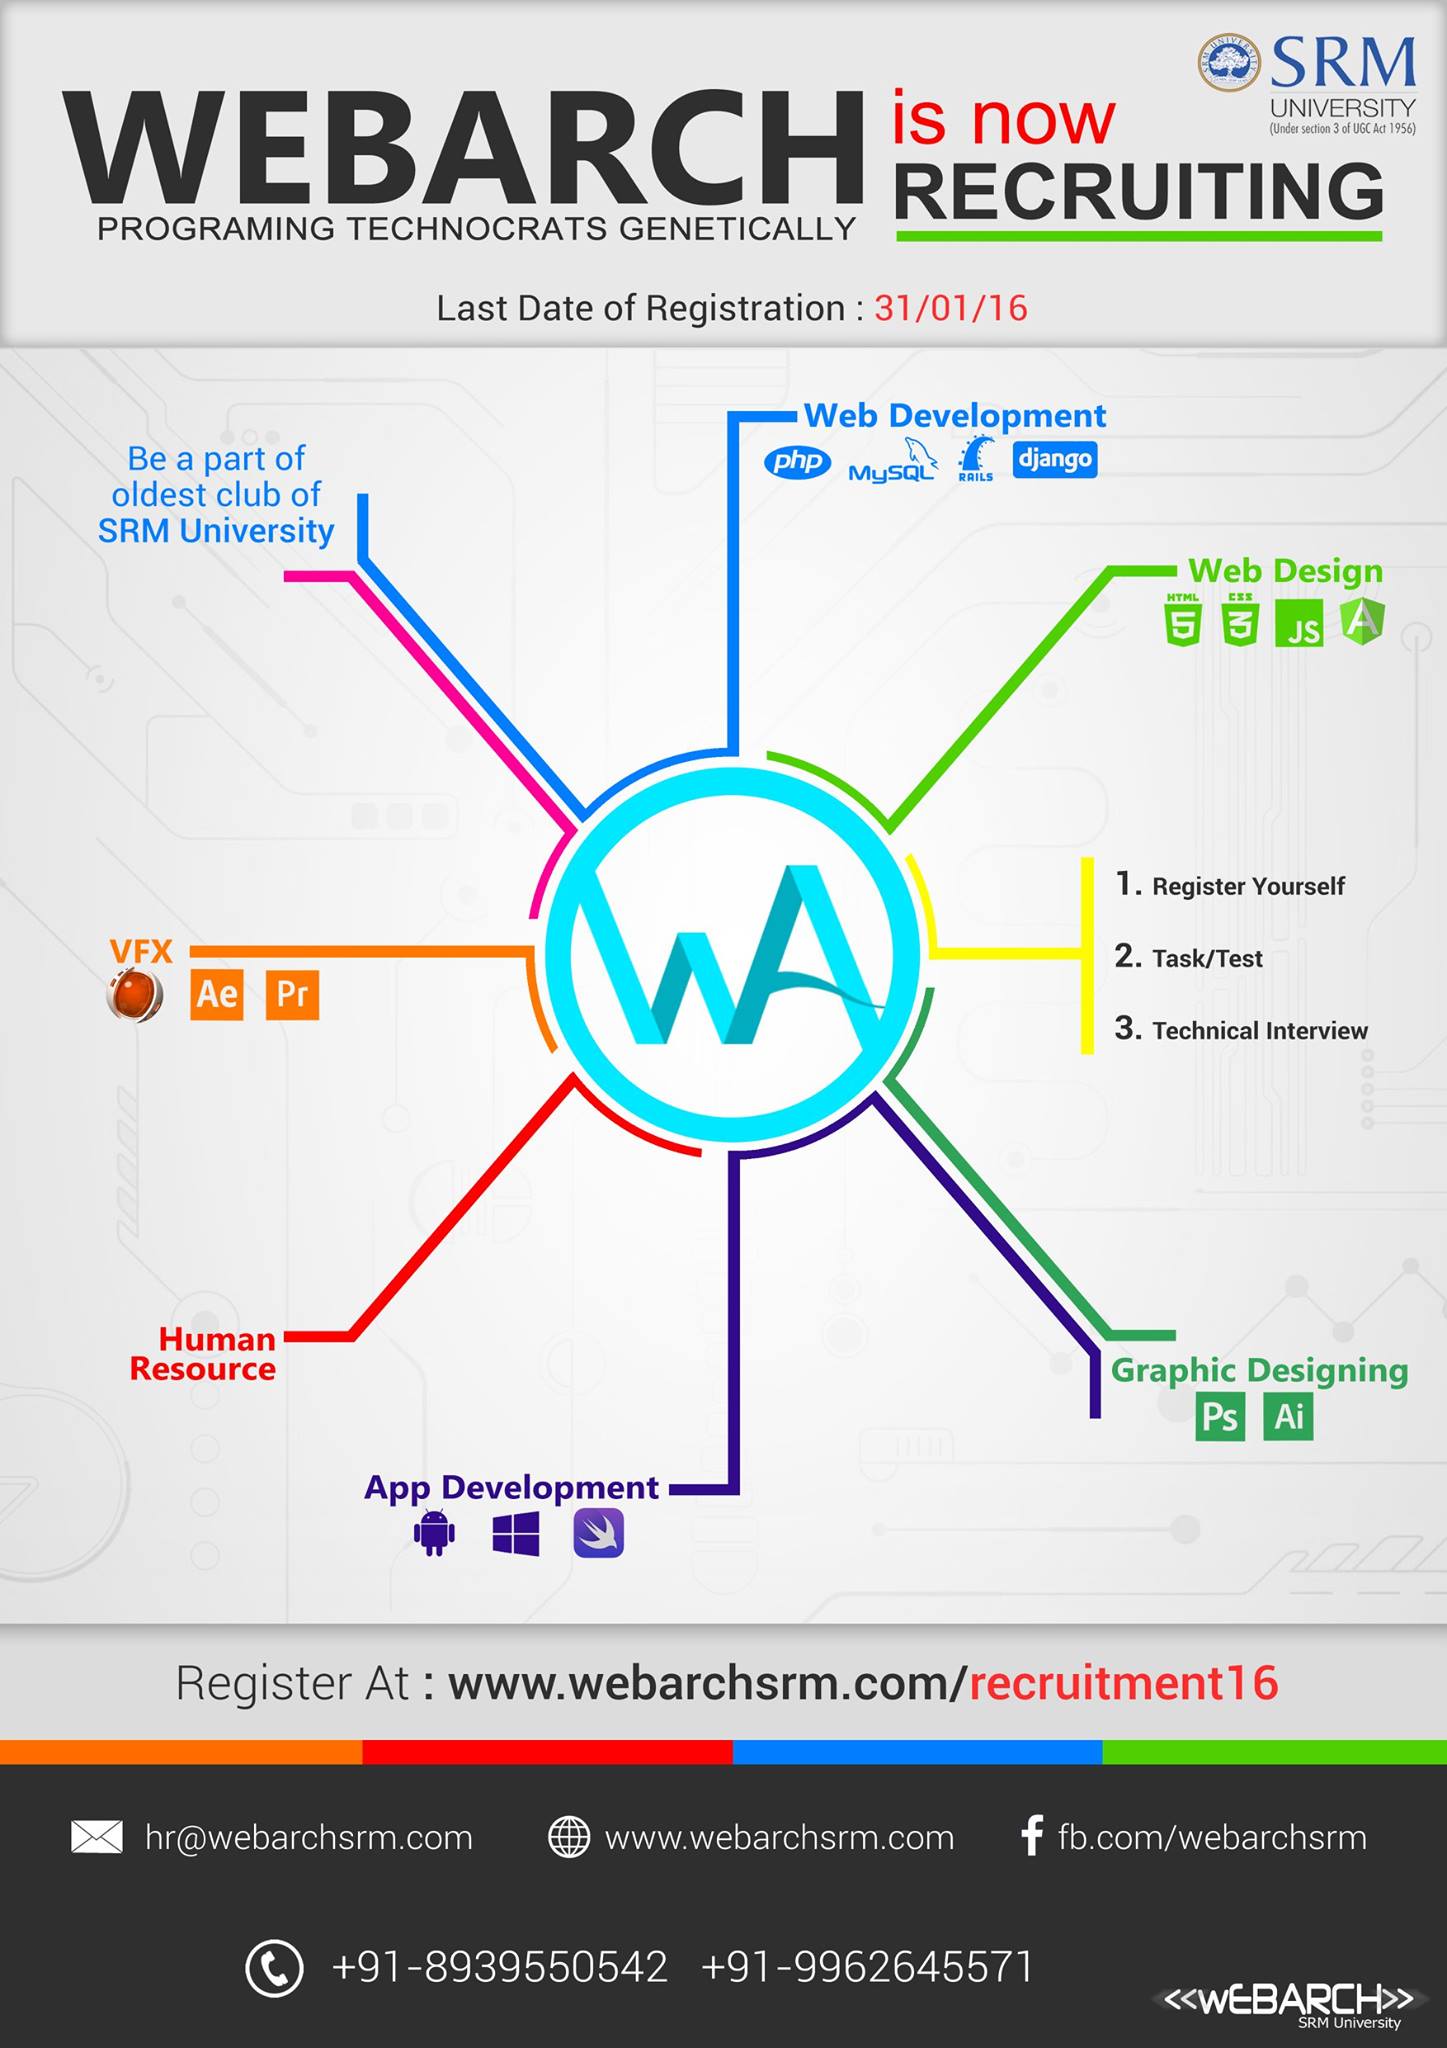 SRM
UNIVERSITY
(Under section 3 of UGC Act 1956)
SRM UNIVERSITY
WEBARCH
is now
RECRUITING
PROGRAMING TECHNOCRATS GENETICALLY
Last Date of Registration : 31/01/16
Be a part of
oldest club of
SRM University
Web Development
php MySQL RAILS django
Web Design
HTML 5 CSS 3 JS A
1. Register Yourself
2. Task/Test
3. Technical Interview
WA
VFX
Ae Pr
Human
Resource
Graphic Designing
Ps Ai
App Development
Register At : www.webarchsrm.com/recruitment16
hr@webarchsrm.com www.webarchsrm.com fb.com/webarchsrm
+91-8939550542 +91-9962645571
<<wEBARCH>>
SRM University